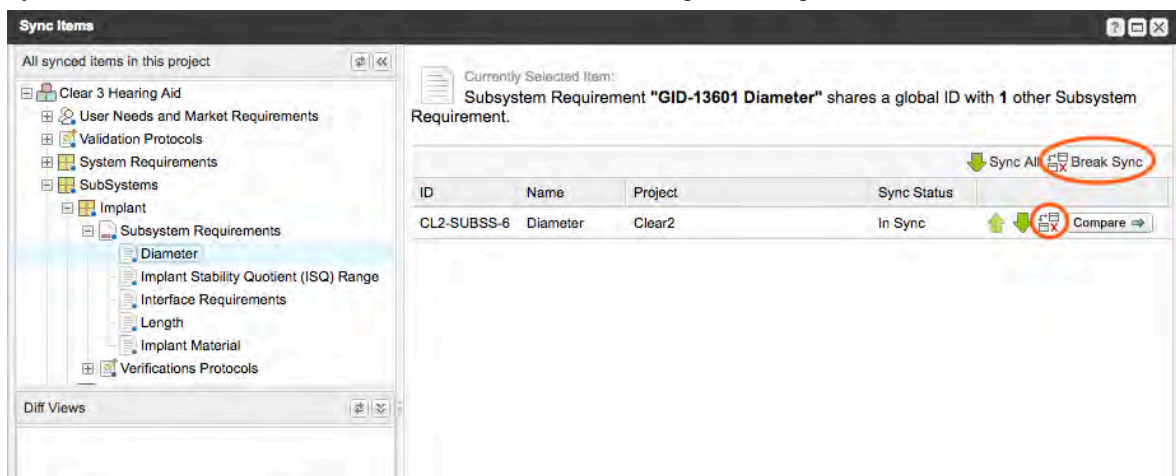 Sync Items
All synced items in this project
Clear 3 Hearing Aid
User Needs and Market Requirements
Validation Protocols
System Requirements
SubSystems
Implant
Subsystem Requirements
Diameter
Implant Stability Quotient (ISQ) Range
Interface Requirements
Length
Implant Material
Verifications Protocols
Diff Views
Currently Selected Item:
Subsystem Requirement "GID-13601 Diameter" shares a global ID with 1 other Subsystem
Requirement.
Sync All Break Sync
ID Name Project Sync Status
CL2-SUBSS-6 Diameter Clear2 In Sync Compare